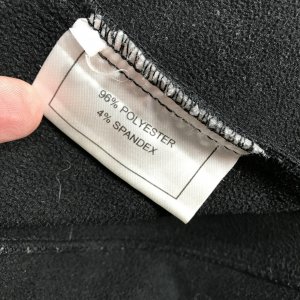 96% POLYESTER
4% SPANDEX